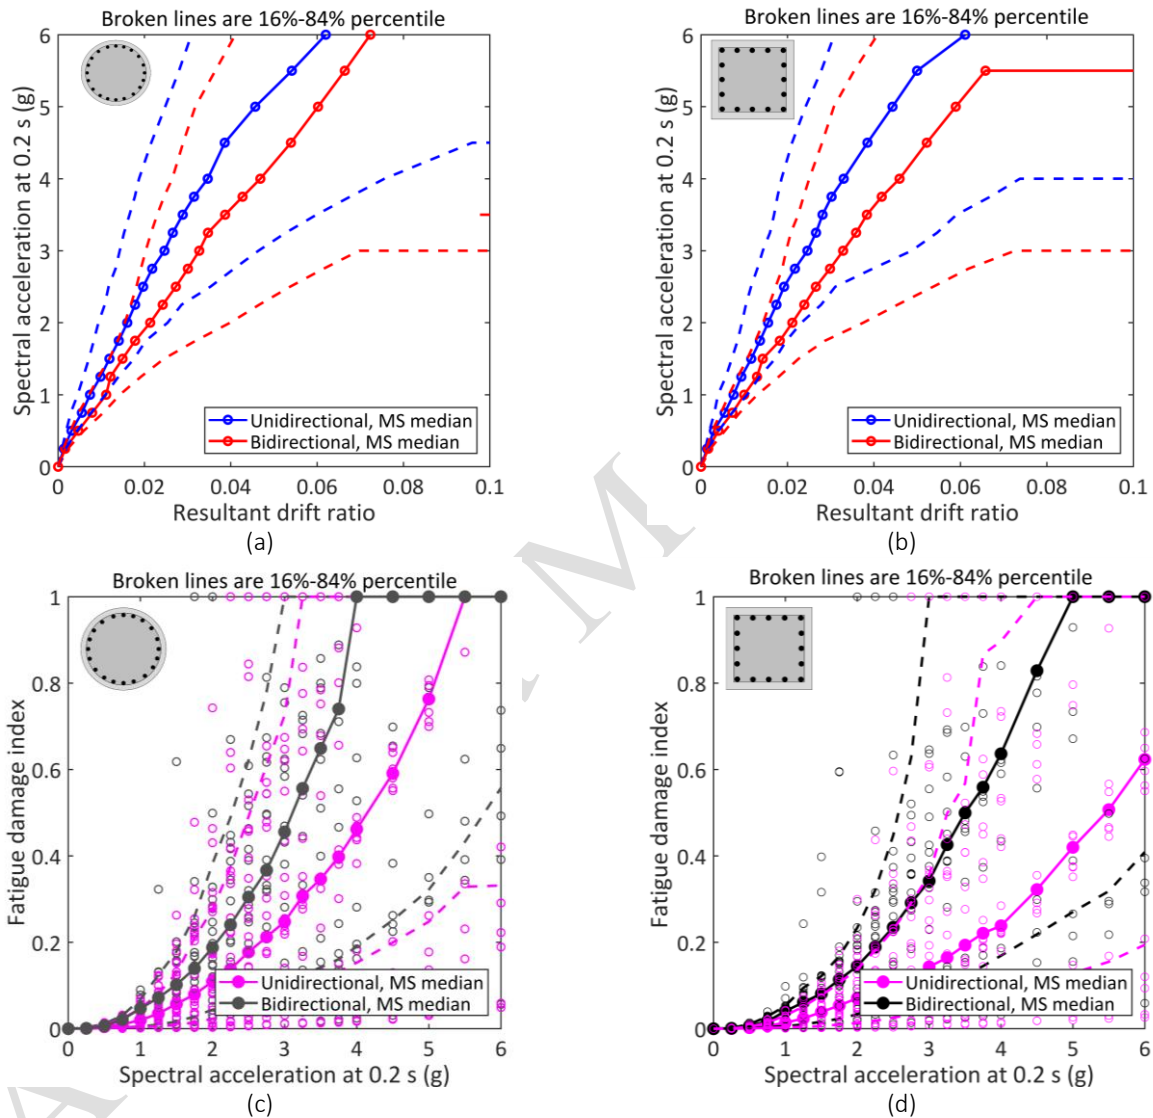 Broken lines are 16%-84% percentile
6
5
4
3
2
1
0
0 0.02 0.04 0.06 0.08 0.1
Spectral acceleration at 0.2 s (g)
Resultant drift ratio
Unidirectional, MS median
Bidirectional, MS median
(a)
Broken lines are 16%-84% percentile
6
5
4
3
2
1
0
0 0.02 0.04 0.06 0.08 0.1
Spectral acceleration at 0.2 s (g)
Resultant drift ratio
Unidirectional, MS median
Bidirectional, MS median
(b)
Broken lines are 16%-84% percentile
1
0.8
0.6
0.4
0.2
0
0 1 2 3 4 5 6
Fatigue damage index
Spectral acceleration at 0.2 s (g)
Unidirectional, MS median
Bidirectional, MS median
(c)
Broken lines are 16%-84% percentile
1
0.8
0.6
0.4
0.2
0
0 1 2 3 4 5 6
Fatigue damage index
Spectral acceleration at 0.2 s (g)
Unidirectional, MS median
Bidirectional, MS median
(d)